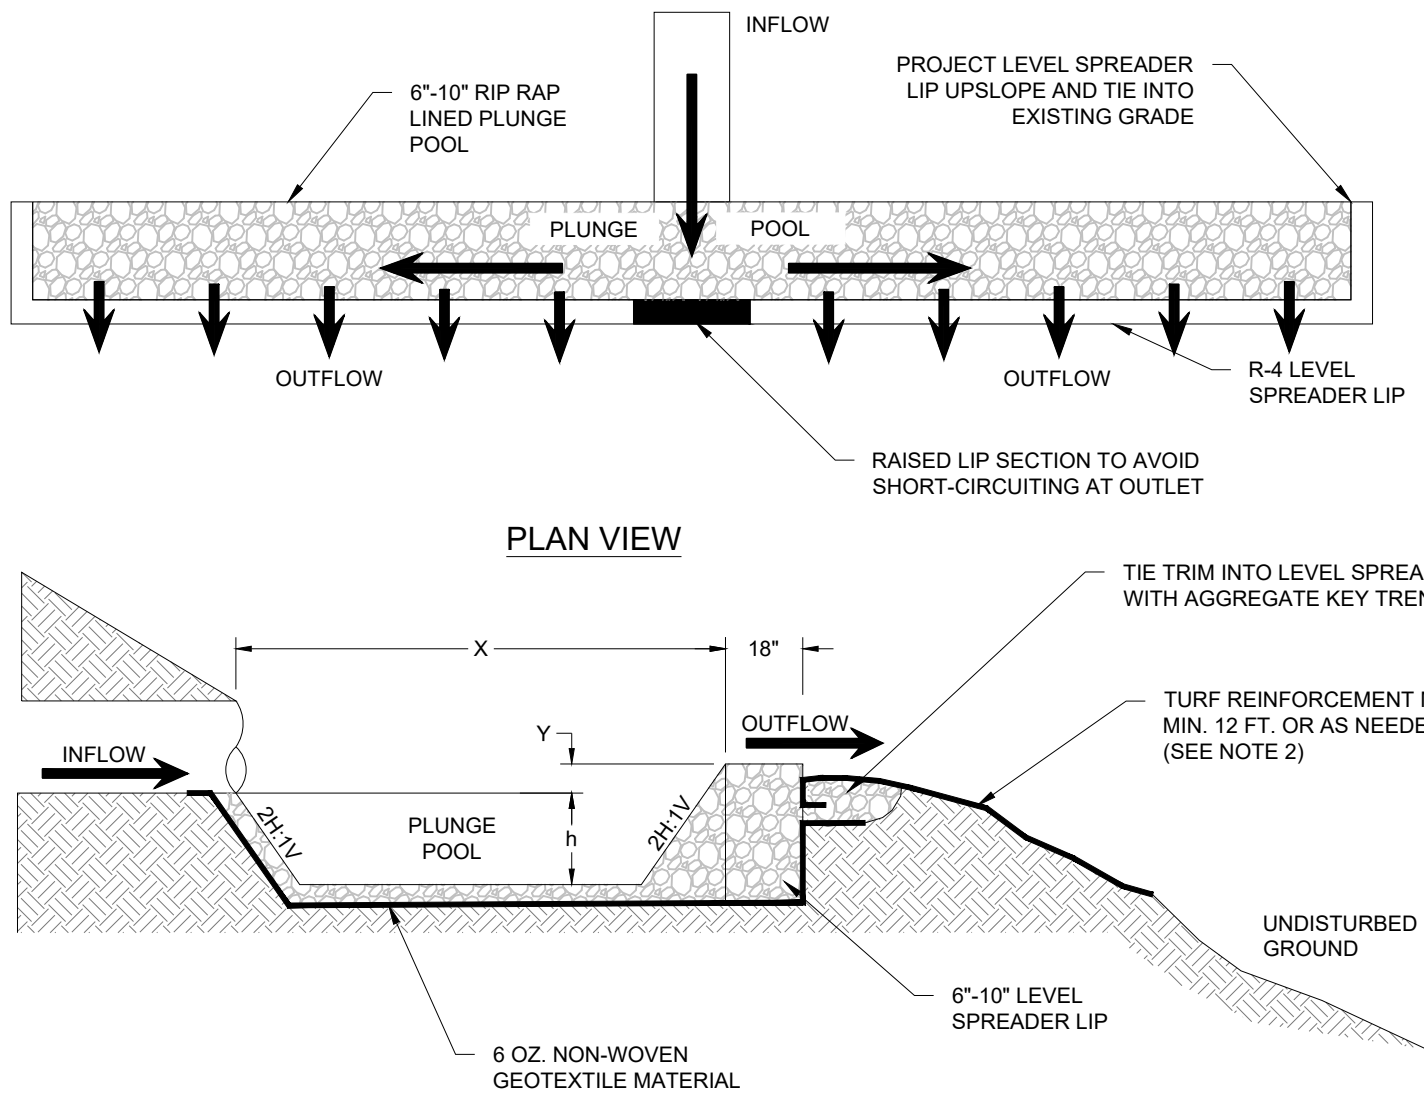 INFLOW
PROJECT LEVEL SPREADER
LIP UPSLOPE AND TIE INTO
EXISTING GRADE
6"-10" RIP RAP
LINED PLUNGE
POOL
PLUNGE POOL
OUTFLOW
OUTFLOW
R-4 LEVEL
SPREADER LIP
RAISED LIP SECTION TO AVOID
SHORT-CIRCUITING AT OUTLET
PLAN VIEW
TIE TRIM INTO LEVEL
WITH AGGREGATE KEY
X
18"
TURF REINFORCEMENT
MIN. 12 FT. OR AS
(SEE NOTE 2)
Y
OUTFLOW
INFLOW
2H:1V
PLUNGE
POOL
h
2H:1V
UNDISTURBED
GROUND
6"-10" LEVEL
SPREADER LIP
6 OZ. NON-WOVEN
GEOTEXTILE MATERIAL